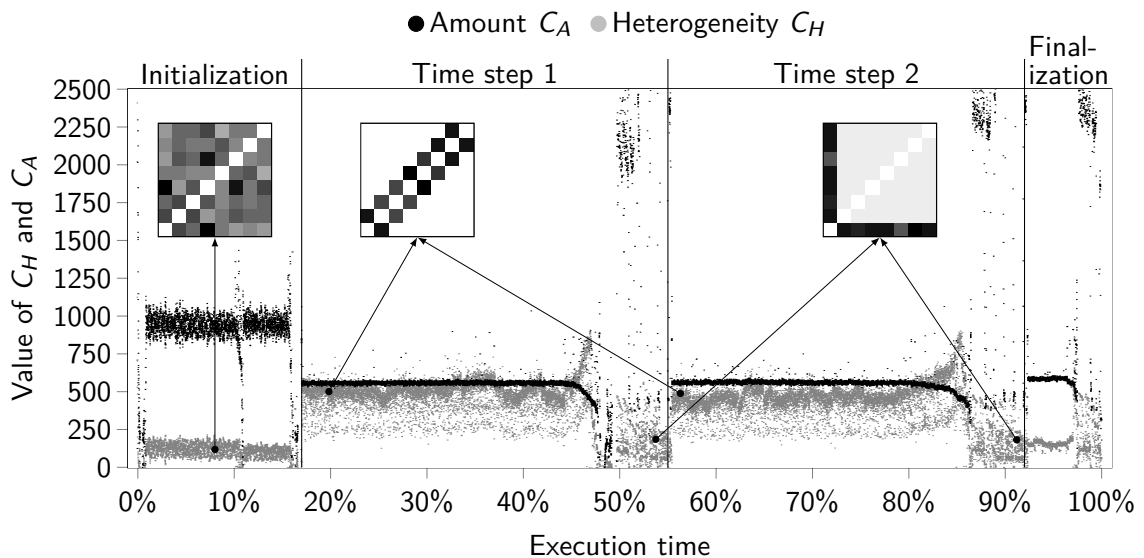 Amount C_A Heterogeneity C_H
Initialization Time step 1 Time step 2 Final-
ization
2500
2250
2000
1750
1500
1250
1000
750
500
250
0
Value of C_H and C_A
0% 10% 20% 30% 40% 50% 60% 70% 80% 90% 100%
Execution time